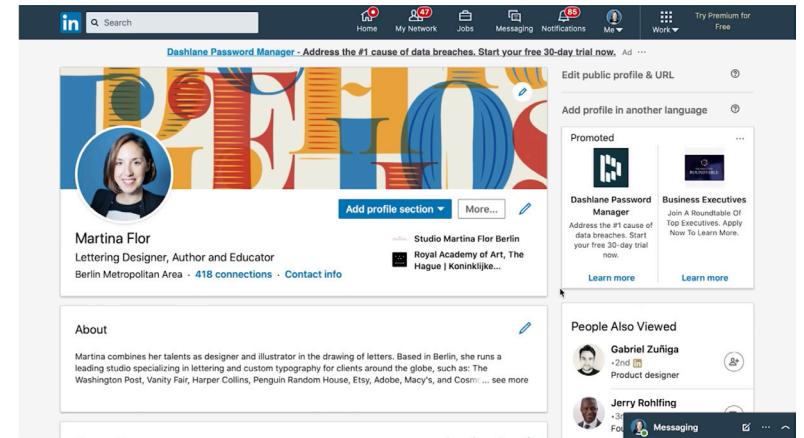 in
Search
Home
47
My Network
Jobs
Messaging
85
Notifications
Me
Work
Try Premium for
Free
Dashlane Password Manager - Address the #1 cause of data breaches. Start your free 30-day trial now. Ad ...
Add profile section
More...
Martina Flor
Lettering Designer, Author and Educator
Berlin Metropolitan Area · 418 connections · Contact info
Studio Martina Flor Berlin
Royal Academy of Art, The
Hague | Koninklijke...
About
Martina combines her talents as designer and illustrator in the drawing of letters. Based in Berlin, she runs a
leading studio specializing in lettering and custom typography for clients around the globe, such as: The
Washington Post, Vanity Fair, Harper Collins, Penguin Random House, Etsy, Adobe, Macy's, and ... see more
Edit public profile & URL
Add profile in another language
Promoted
Dashlane Password
Manager
Address the #1 cause of
data breaches. Start
your free 30-day trial
now.
Learn more
ROUNDTABLE
Business Executives
Join A Roundtable Of
Top Executives. Apply
Now To Learn More.
Learn more
People Also Viewed
Gabriel Zuñiga
· 2nd in
Product designer
Jerry Rohlfing
Messaging